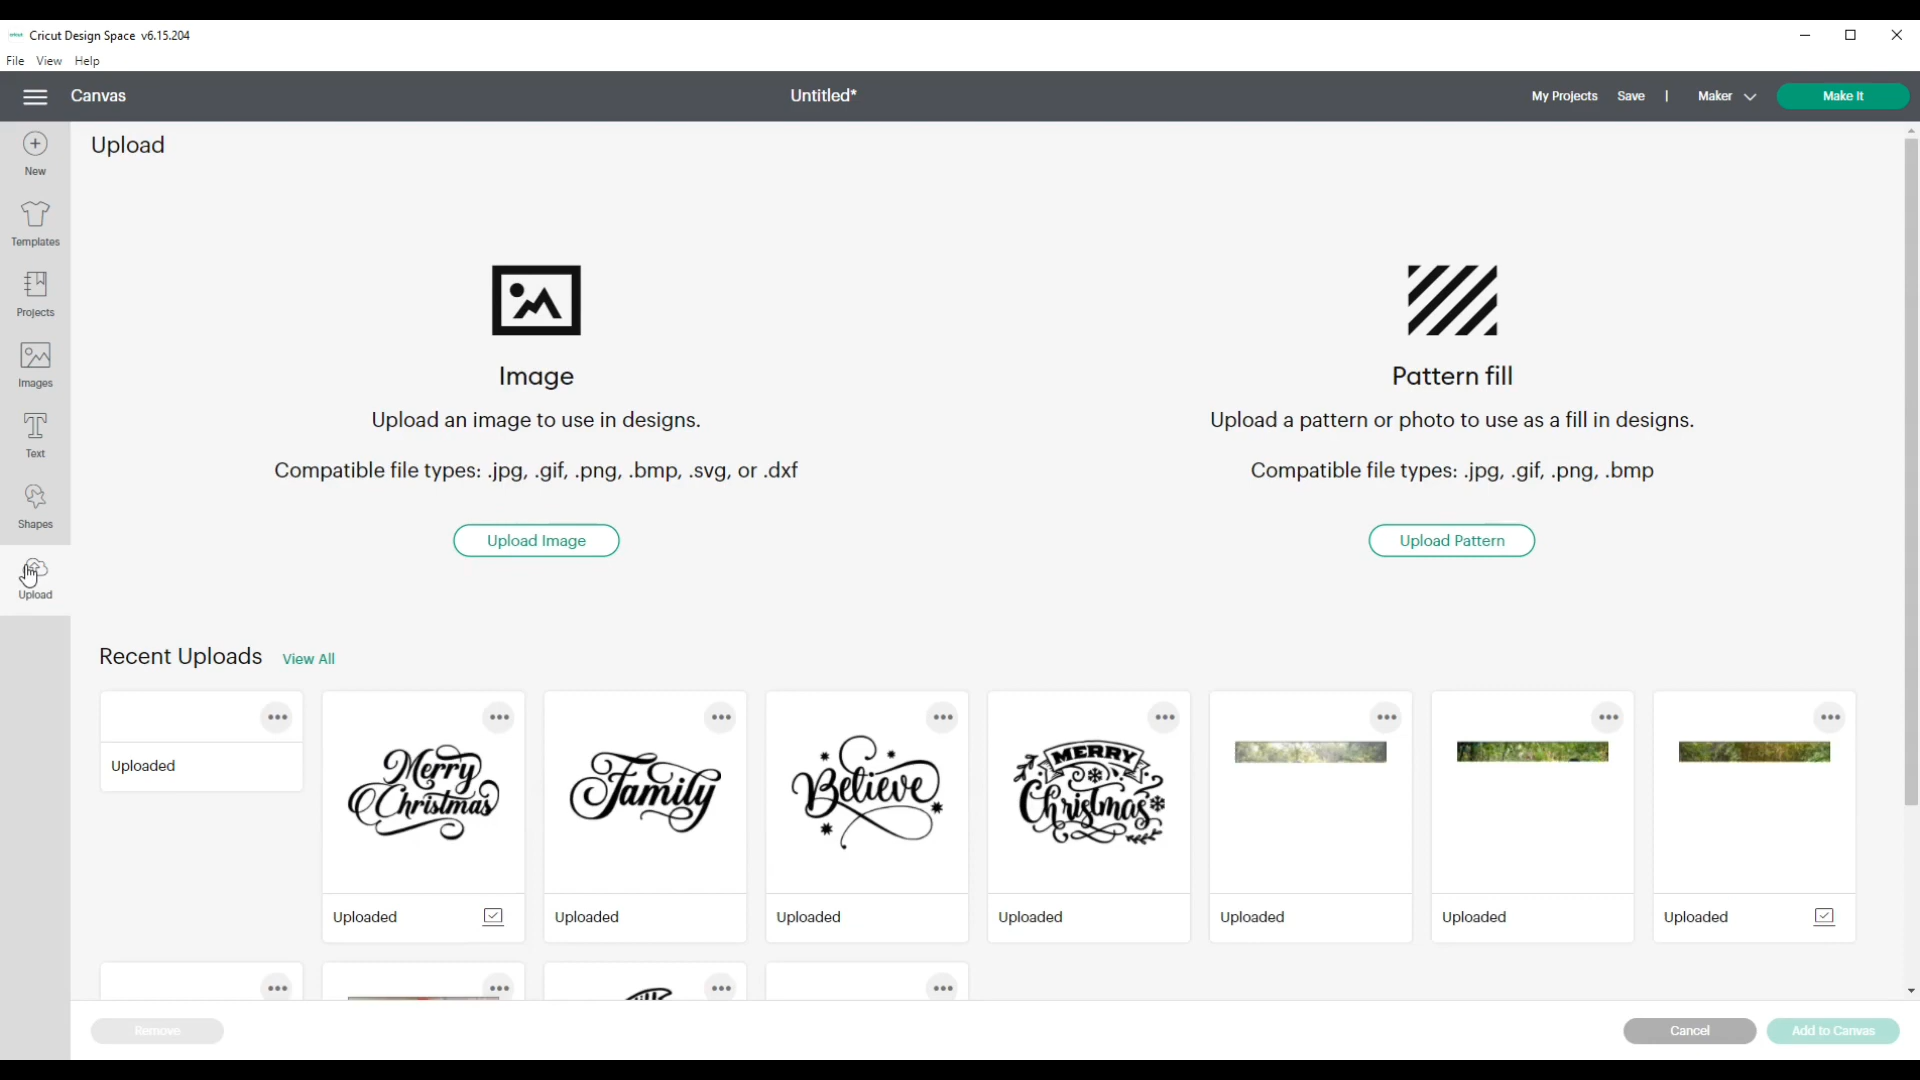 Cricut Design Space v6.15.204
File View Help
Canvas Untitled* My Projects Save | Maker Make It
Upload
New
Templates
Projects
Images
Text
Shapes
Upload
Image
Upload an image to use in designs.
Compatible file types: .jpg, .gif, .png, .bmp, .svg, or .dxf
Upload Image
Pattern fill
Upload a pattern or photo to use as a fill in designs.
Compatible file types: .jpg, .gif, .png, .bmp
Upload Pattern
Recent Uploads View All
Uploaded
Merry
Christmas
Uploaded
Family
Uploaded
Believe
Uploaded
MERRY
Christmas
Uploaded
Uploaded
Uploaded
Uploaded
Remove Cancel Add to Canvas